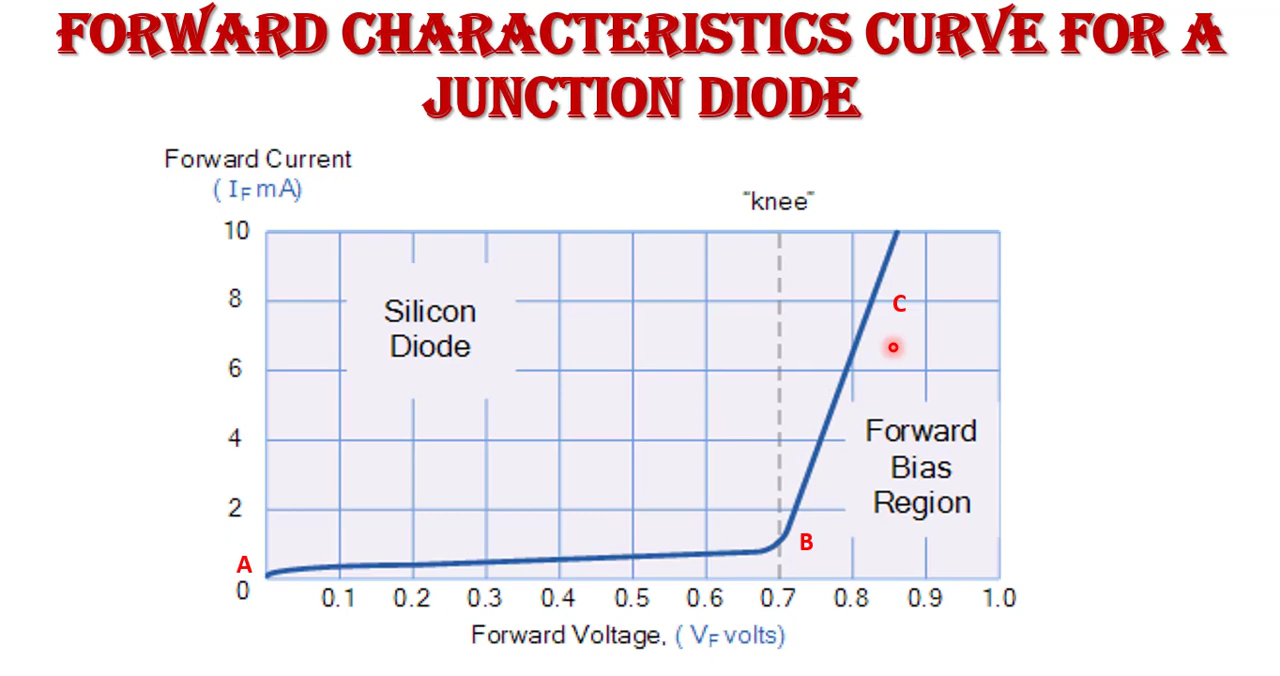 FORWARD CHARACTERISTICS CURVE FOR A
JUNCTION DIODE
Forward Current
( IF mA)
"knee"
10
8
6
4
2
0
Silicon
Diode
Forward
Bias
Region
A
B
C
0.1 0.2 0.3 0.4 0.5 0.6 0.7 0.8 0.9 1.0
Forward Voltage, ( VF volts)